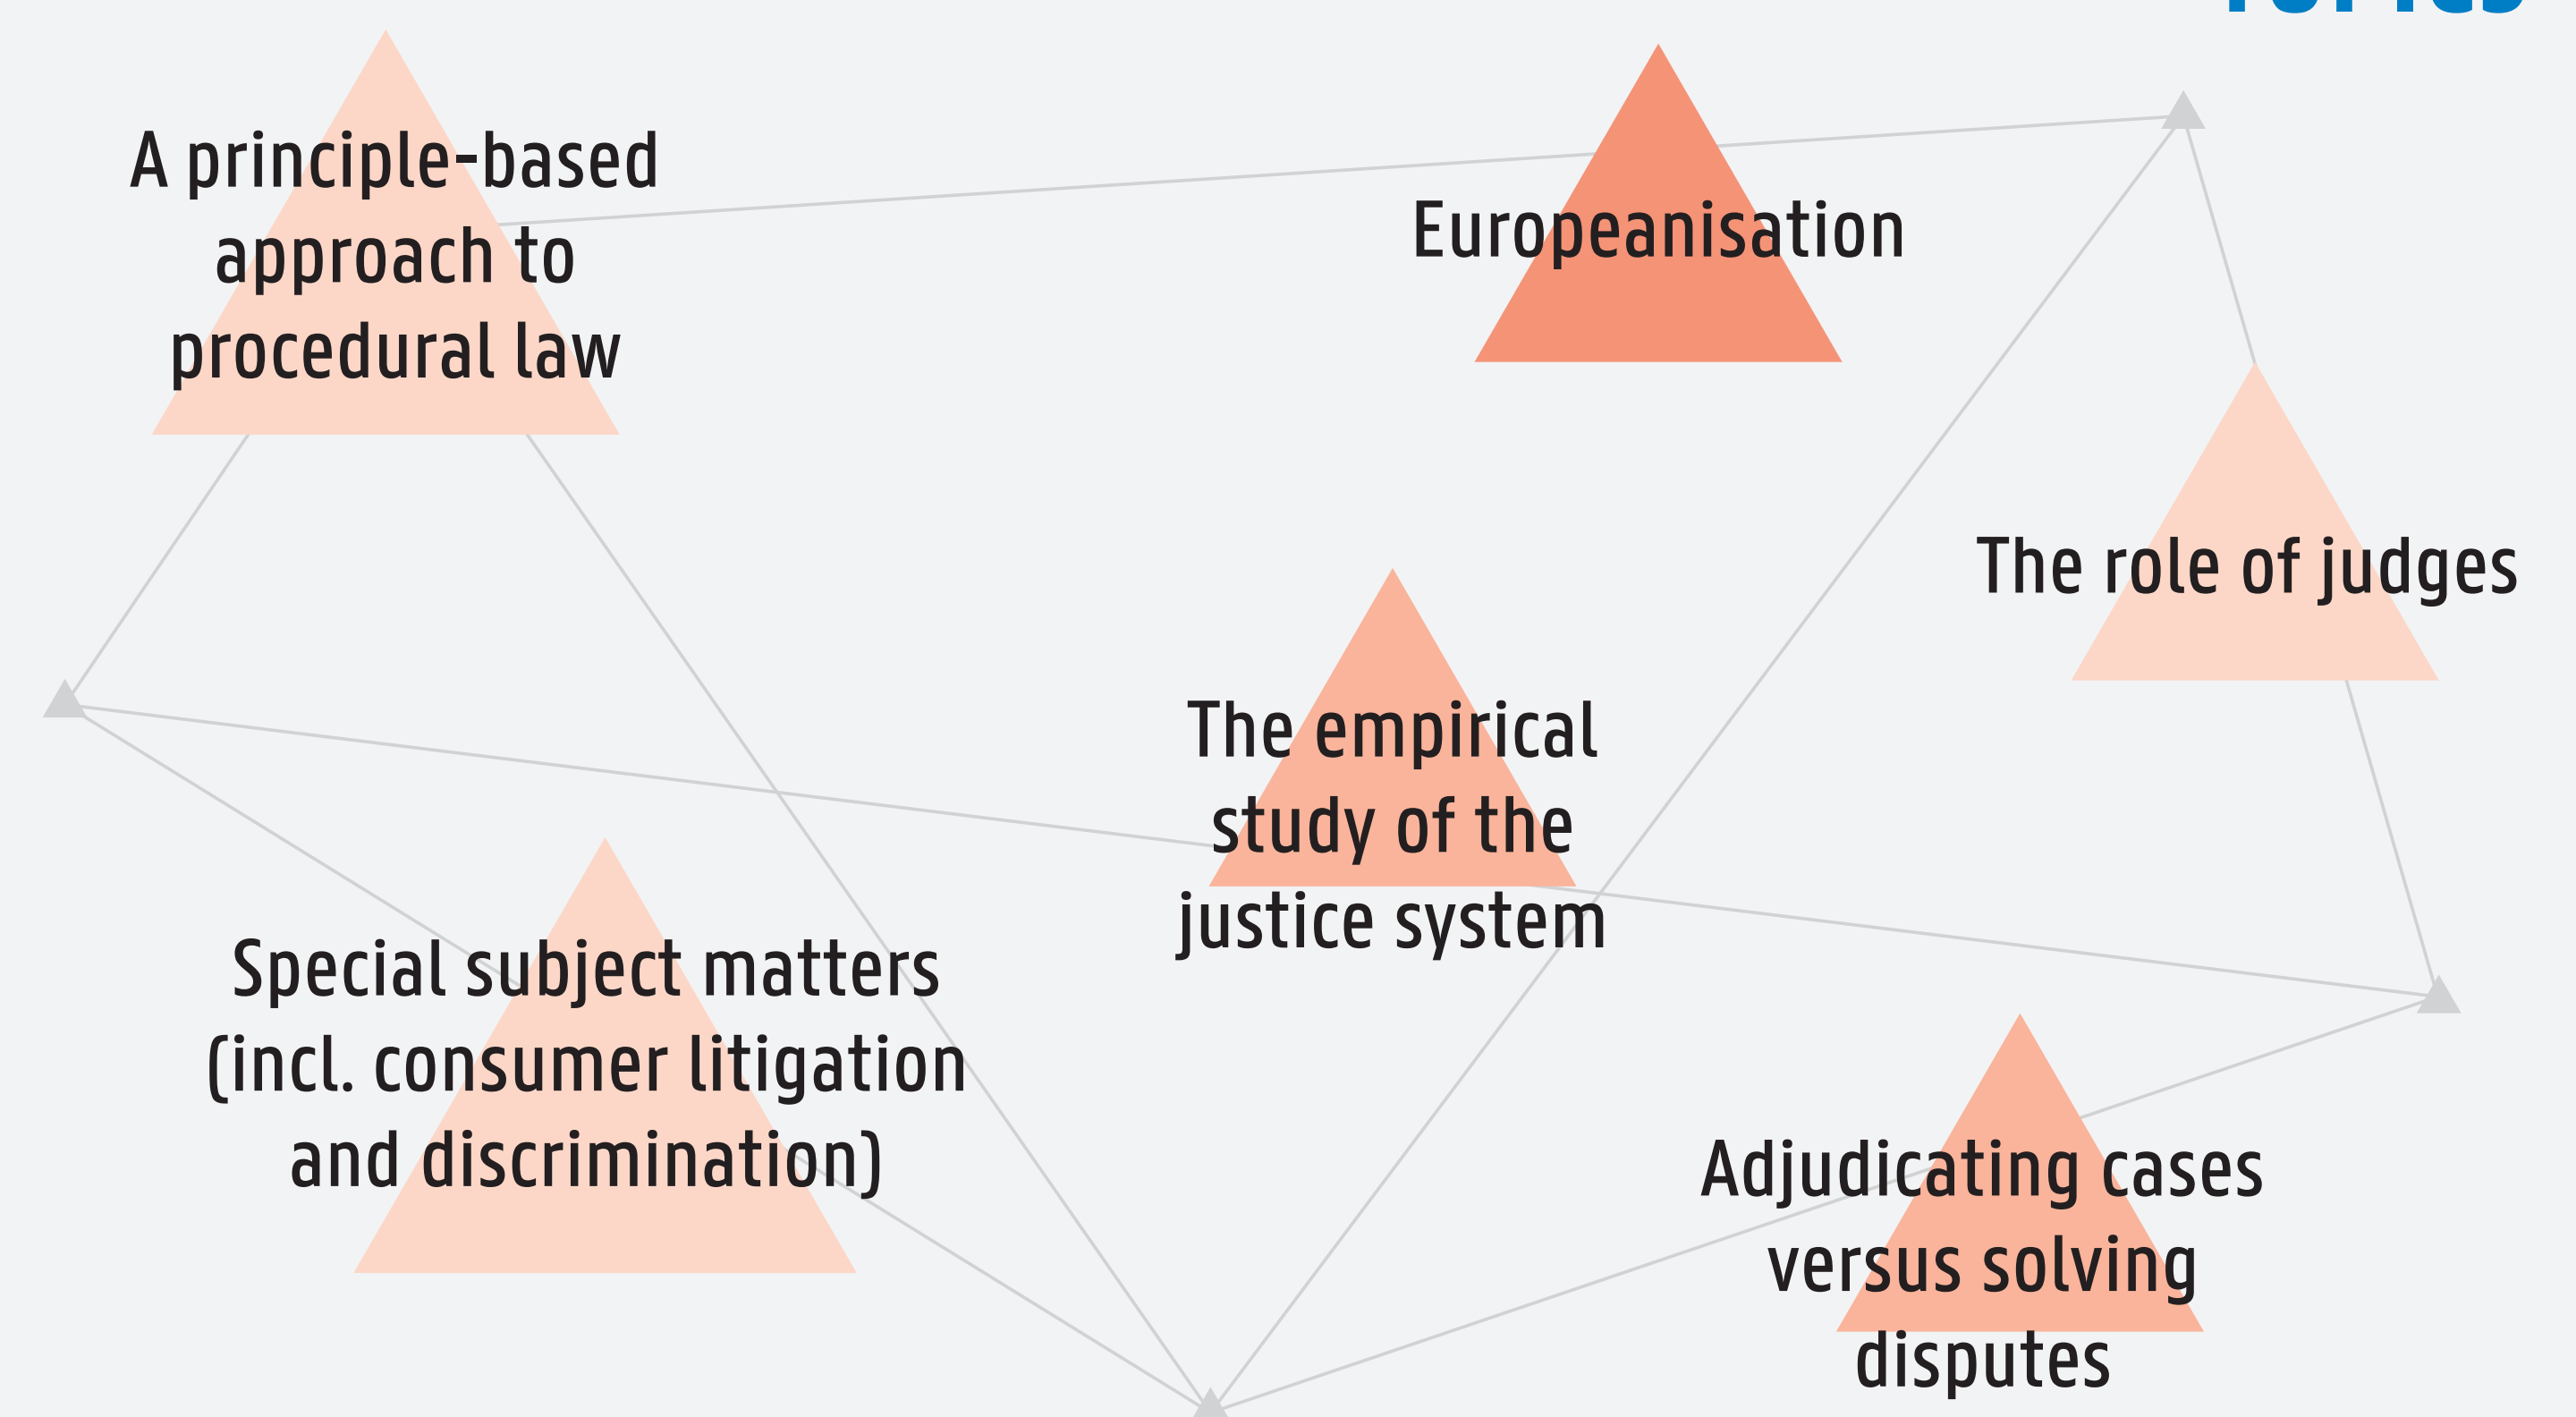 A principle-based
approach to
procedural law
Europeanisation
The role of judges
The empirical
study of the
justice system
Special subject matters
(incl. consumer litigation
and discrimination)
Adjudicating cases
versus solving
disputes